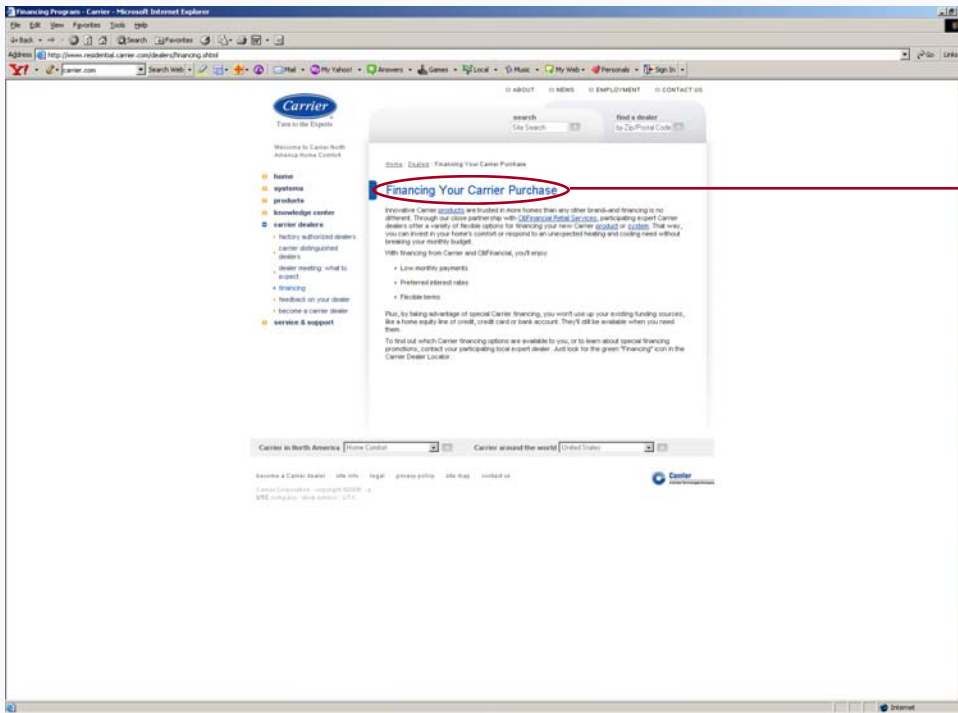 Financing Program - Carrier - Microsoft Internet Explorer
File Edit View Favorites Tools Help
Back Search Favorites
Address http://www.residential.carrier.com/dealers/financing.shtml Go Links
Y! carrier.com Search Web Mail My Yahoo! Answers Games Local Music My Web Personals Sign In
ABOUT NEWS EMPLOYMENT CONTACT US
Carrier
Turn to the Experts
search
Site Search
find a dealer
by Zip/Postal Code
Welcome to Carrier North
America Home Comfort
Home : Dealers : Financing Your Carrier Purchase
home
systems
products
knowledge center
carrier dealers
factory authorized dealers
carrier distinguished
dealers
dealer meeting: what to
expect
financing
feedback on your dealer
become a carrier dealer
service & support
Financing Your Carrier Purchase
Innovative Carrier products are trusted in more homes than any other brand-and financing is no
different. Through our close partnership with CitiFinancial Retail Services, participating expert Carrier
dealers offer a variety of flexible options for financing your new Carrier product or system. That way,
you can invest in your home's comfort or respond to an unexpected heating and cooling need without
breaking your monthly budget.
With financing from Carrier and CitiFinancial, you'll enjoy
Low monthly payments
Preferred interest rates
Flexible terms
Plus, by taking advantage of special Carrier financing, you won't use up your existing funding sources,
like a home equity line of credit, credit card or bank account. They'll still be available when you need
them.
To find out which Carrier financing options are available to you, or to learn about special financing
promotions, contact your participating local expert dealer. Just look for the green "Financing" icon in the
Carrier Dealer Locator.
Carrier in North America Home Comfort Carrier around the world United States
become a Carrier dealer site info legal privacy policy site map contact us
Carrier
Carrier Corporation copyright
UTC company stock symbol UTX
Internet